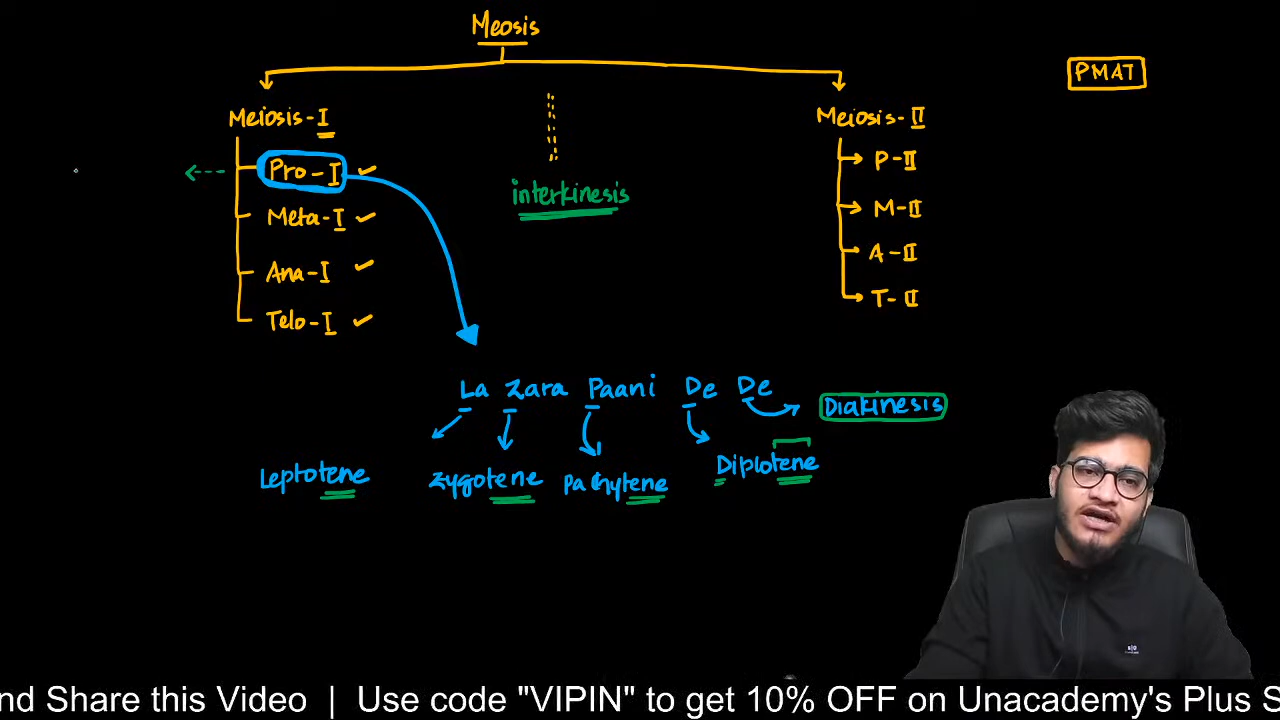 Meosis
PMAT
Meiosis-I
Pro-I
Meta-I
Ana-I
Telo-I
interkinesis
Meiosis-II
P-II
M-II
A-II
T-II
La Zara Paani De De
Diakinesis
Leptotene
Zygotene
Pachytene
Diplotene
nd Share this Video | Use code "VIPIN" to get 10% OFF on Unacademy's Plus S